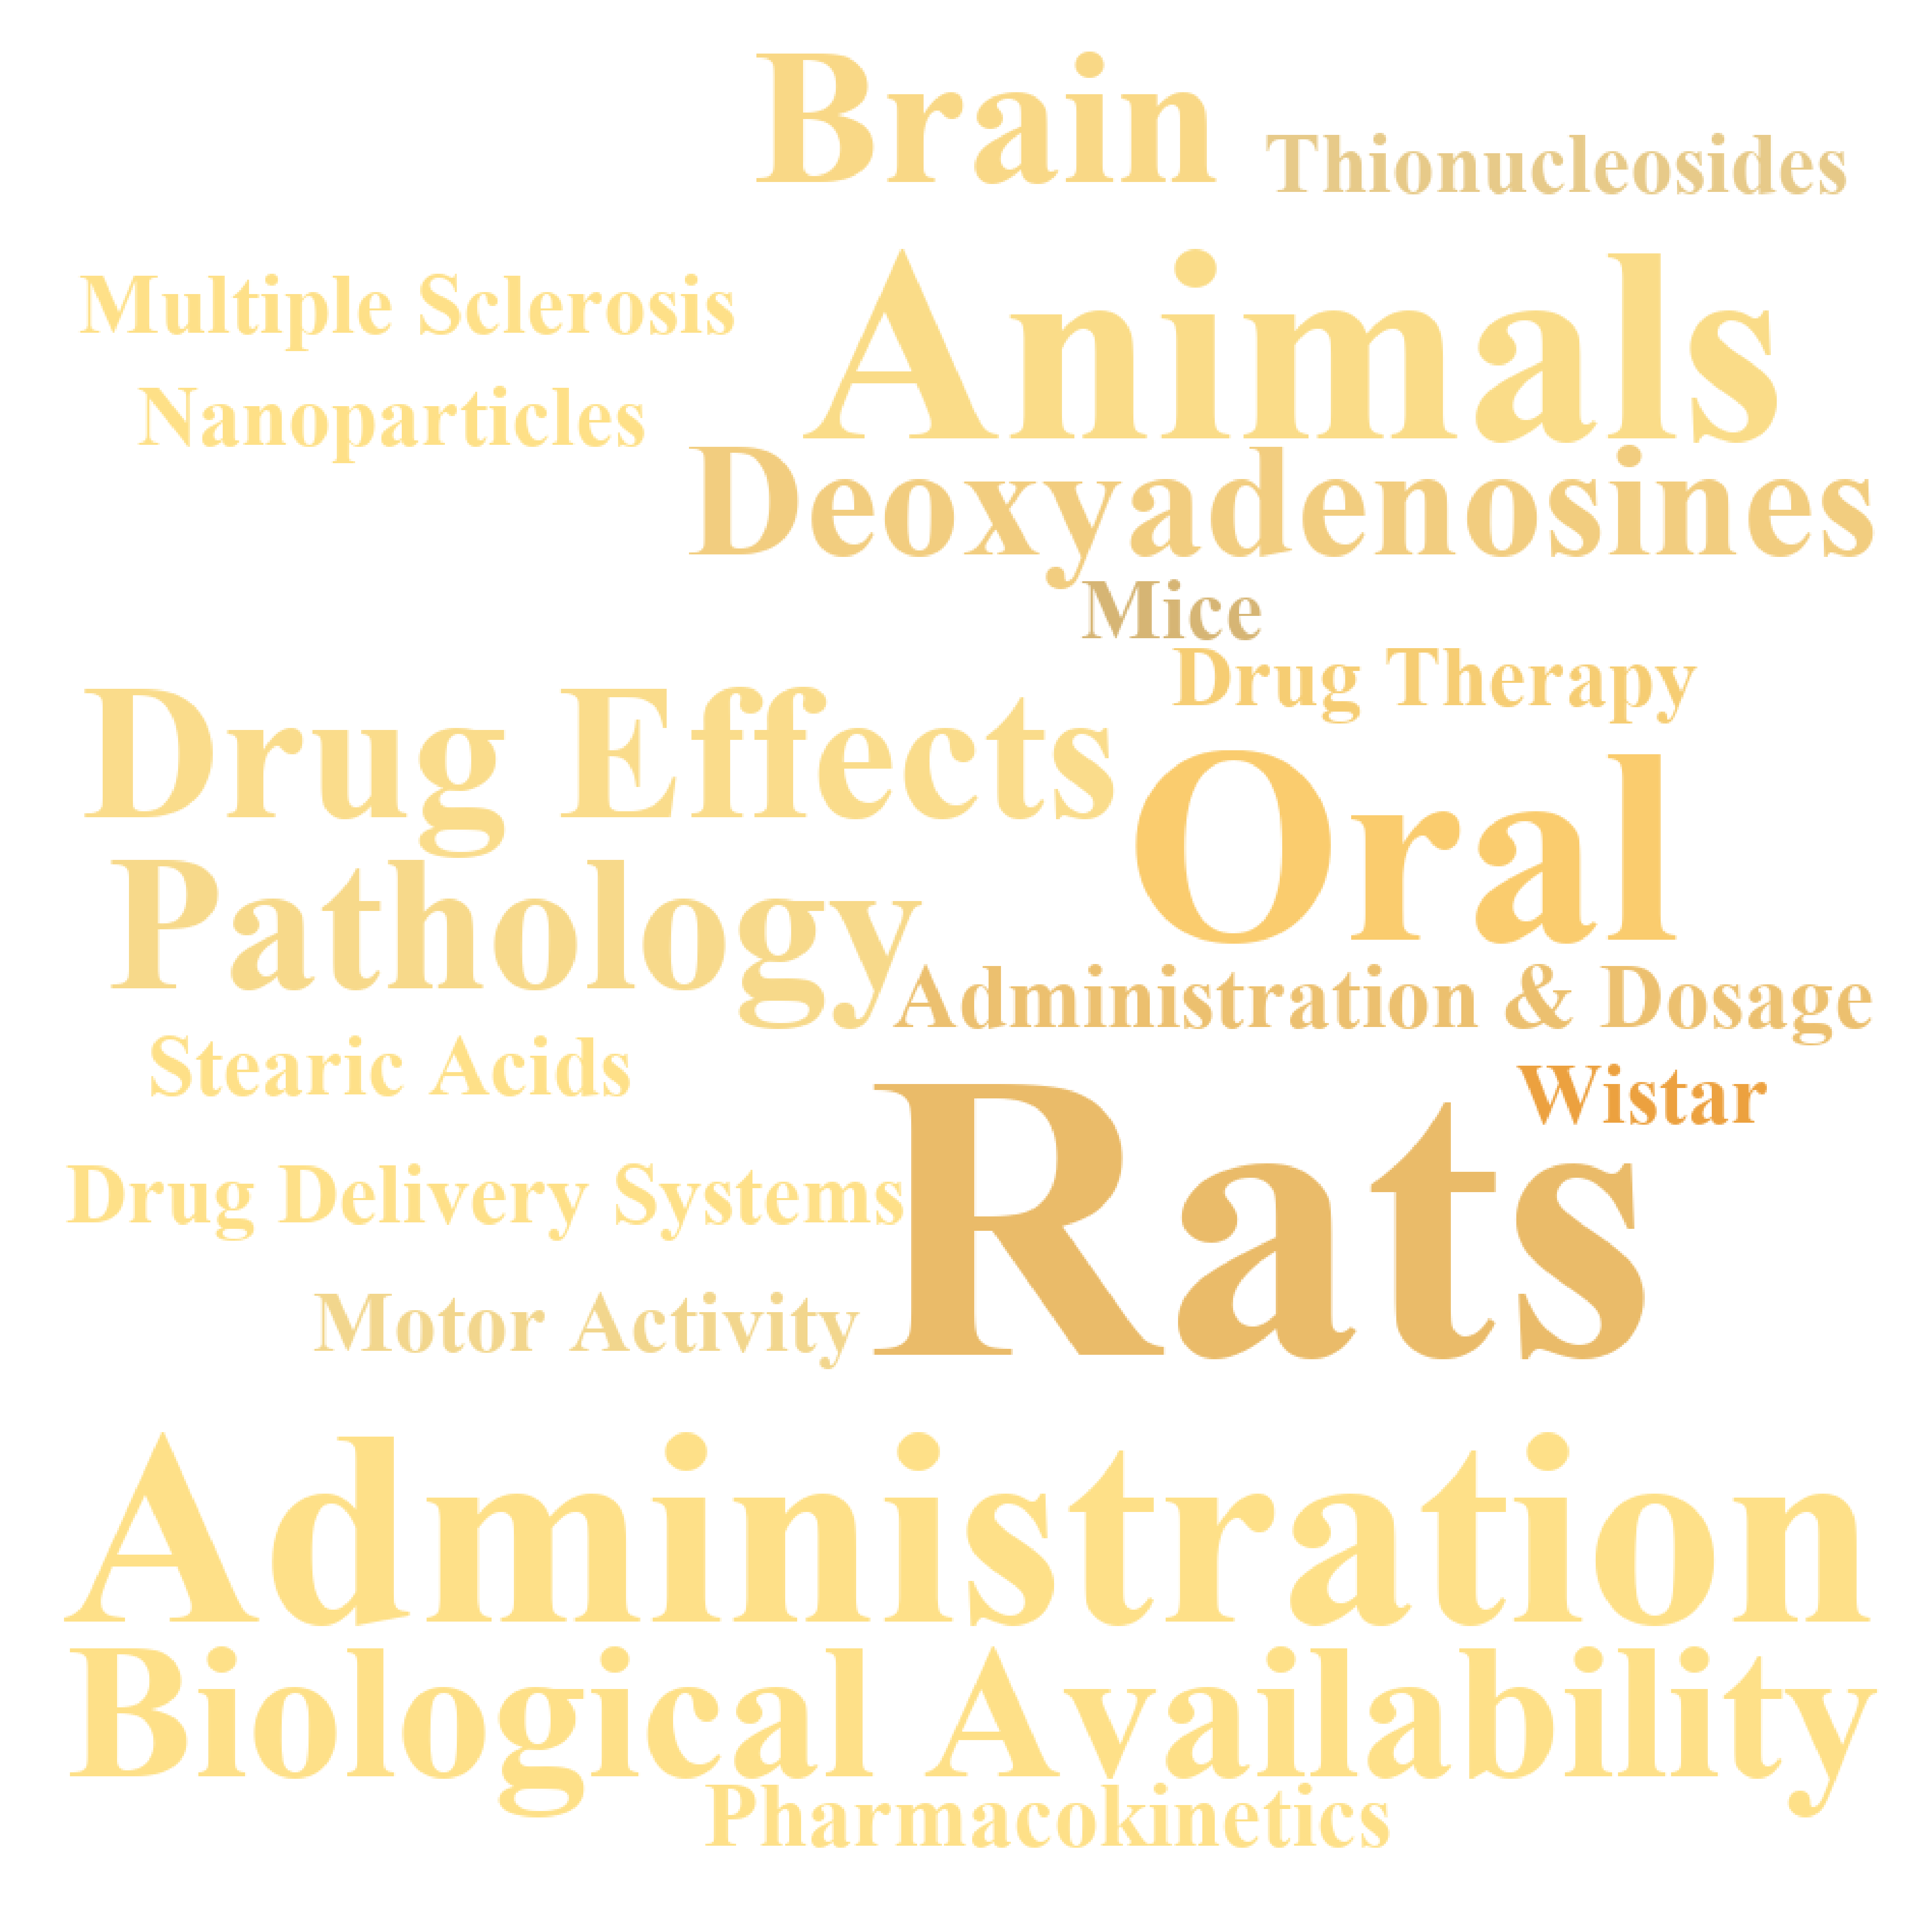 Brain
Thionucleosides
Multiple Sclerosis
Animals
Nanoparticles
Deoxyadenosines
Mice
Drug Therapy
Drug Effects
Oral
Pathology
Administration & Dosage
Stearic Acids
Wistar
Rats
Drug Delivery Systems
Motor Activity
Administration
Biological Availability
Pharmacokinetics